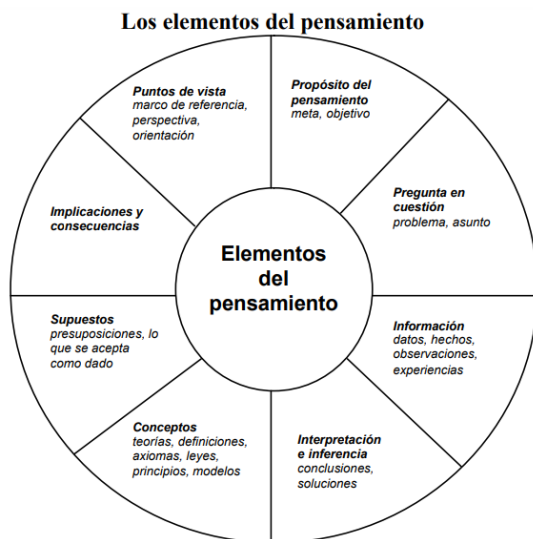 Los elementos del pensamiento
Propósito del
pensamiento
meta, objetivo
Pregunta en
cuestión
problema, asunto
Información
datos, hechos,
observaciones,
experiencias
Interpretación
e inferencia
conclusiones,
soluciones
Conceptos
teorías, definiciones,
axiomas, leyes,
principios, modelos
Supuestos
presuposiciones, lo
que se acepta
como dado
Implicaciones y
consecuencias
Puntos de vista
marco de referencia,
perspectiva,
orientación
Elementos
del
pensamiento